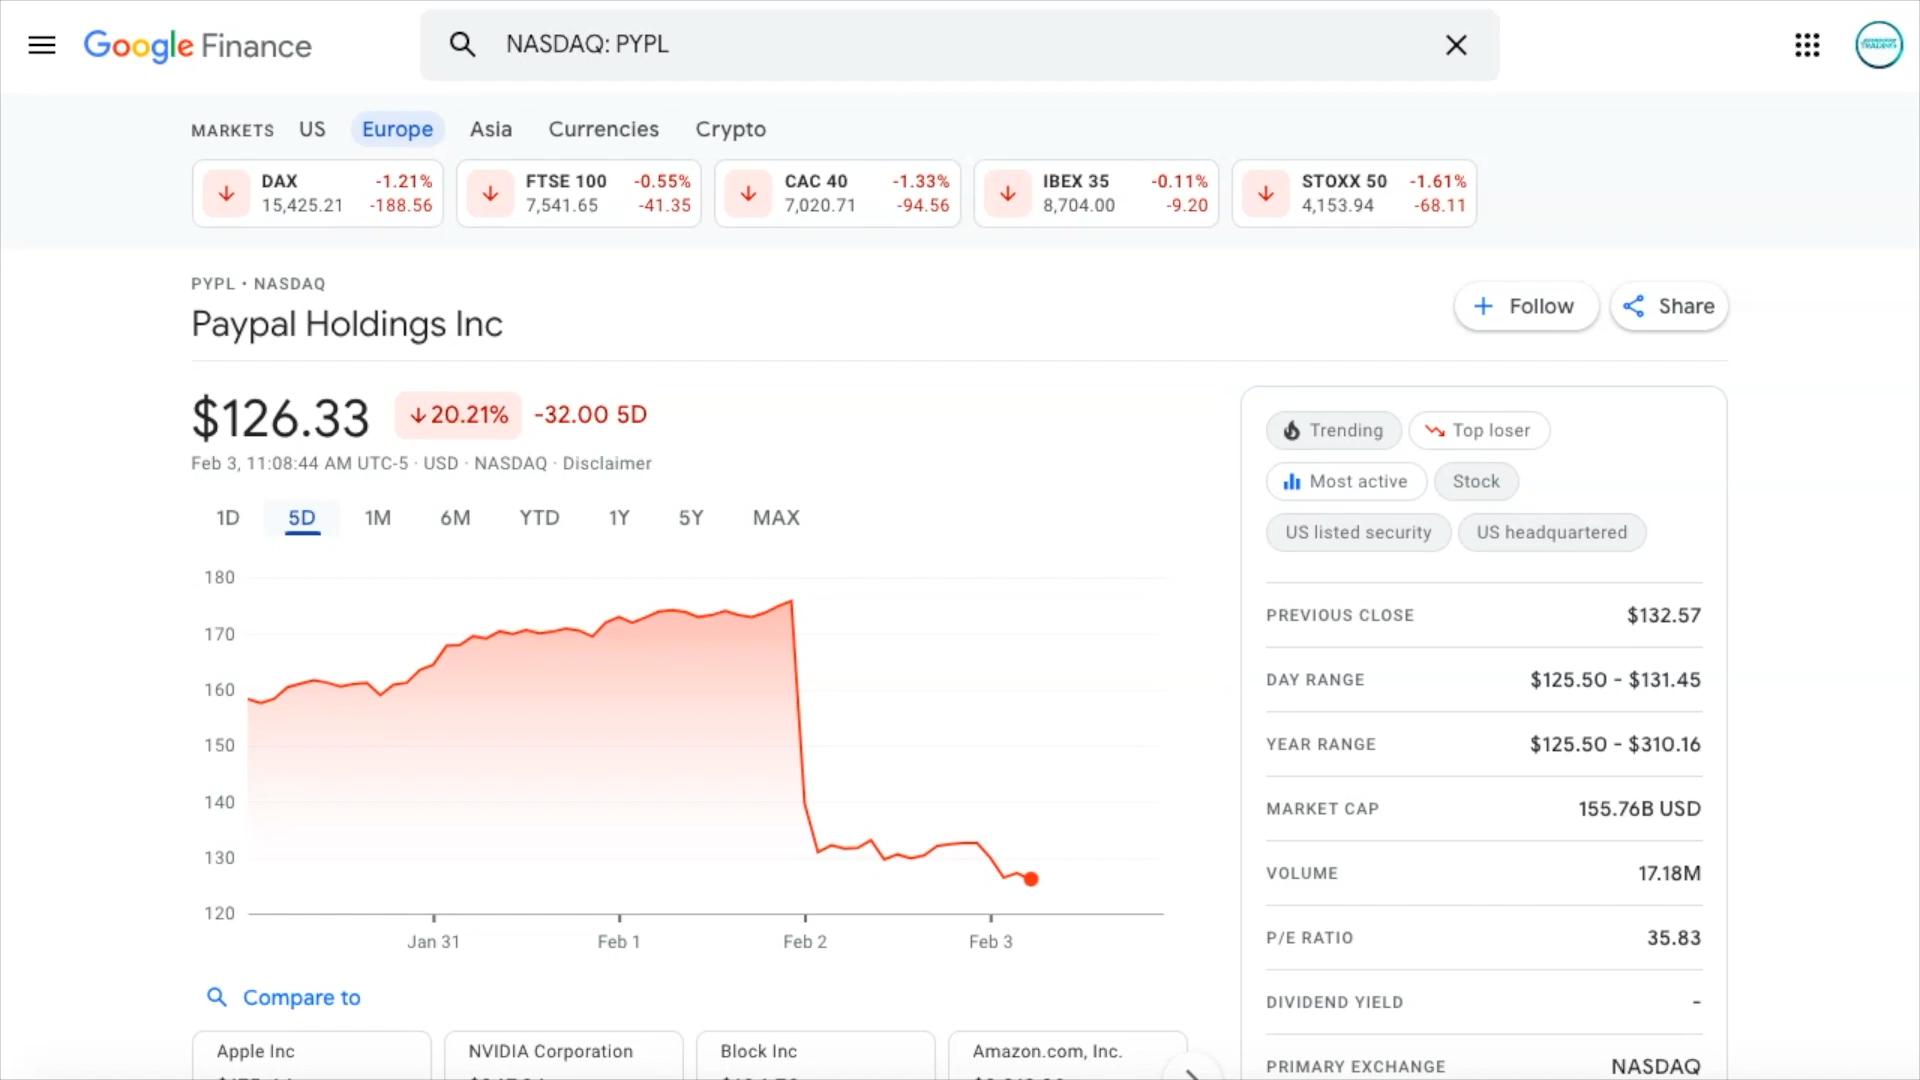 Google Finance
NASDAQ: PYPL
TRADING
MARKETS US Europe Asia Currencies Crypto
DAX -1.21%
15,425.21 -188.56
FTSE 100 -0.55%
7,541.65 -41.35
CAC 40 -1.33%
7,020.71 -94.56
IBEX 35 -0.11%
8,704.00 -9.20
STOXX 50 -1.61%
4,153.94 -68.11
PYPL • NASDAQ
Paypal Holdings Inc
Follow
Share
$126.33 20.21% -32.00 5D
Feb 3, 11:08:44 AM UTC-5 · USD · NASDAQ · Disclaimer
1D 5D 1M 6M YTD 1Y 5Y MAX
180
170
160
150
140
130
120
Jan 31 Feb 1 Feb 2 Feb 3
Compare to
Apple Inc
NVIDIA Corporation
Block Inc
Amazon.com, Inc.
Trending Top loser
Most active Stock
US listed security US headquartered
PREVIOUS CLOSE $132.57
DAY RANGE $125.50 - $131.45
YEAR RANGE $125.50 - $310.16
MARKET CAP 155.76B USD
VOLUME 17.18M
P/E RATIO 35.83
DIVIDEND YIELD -
PRIMARY EXCHANGE NASDAQ